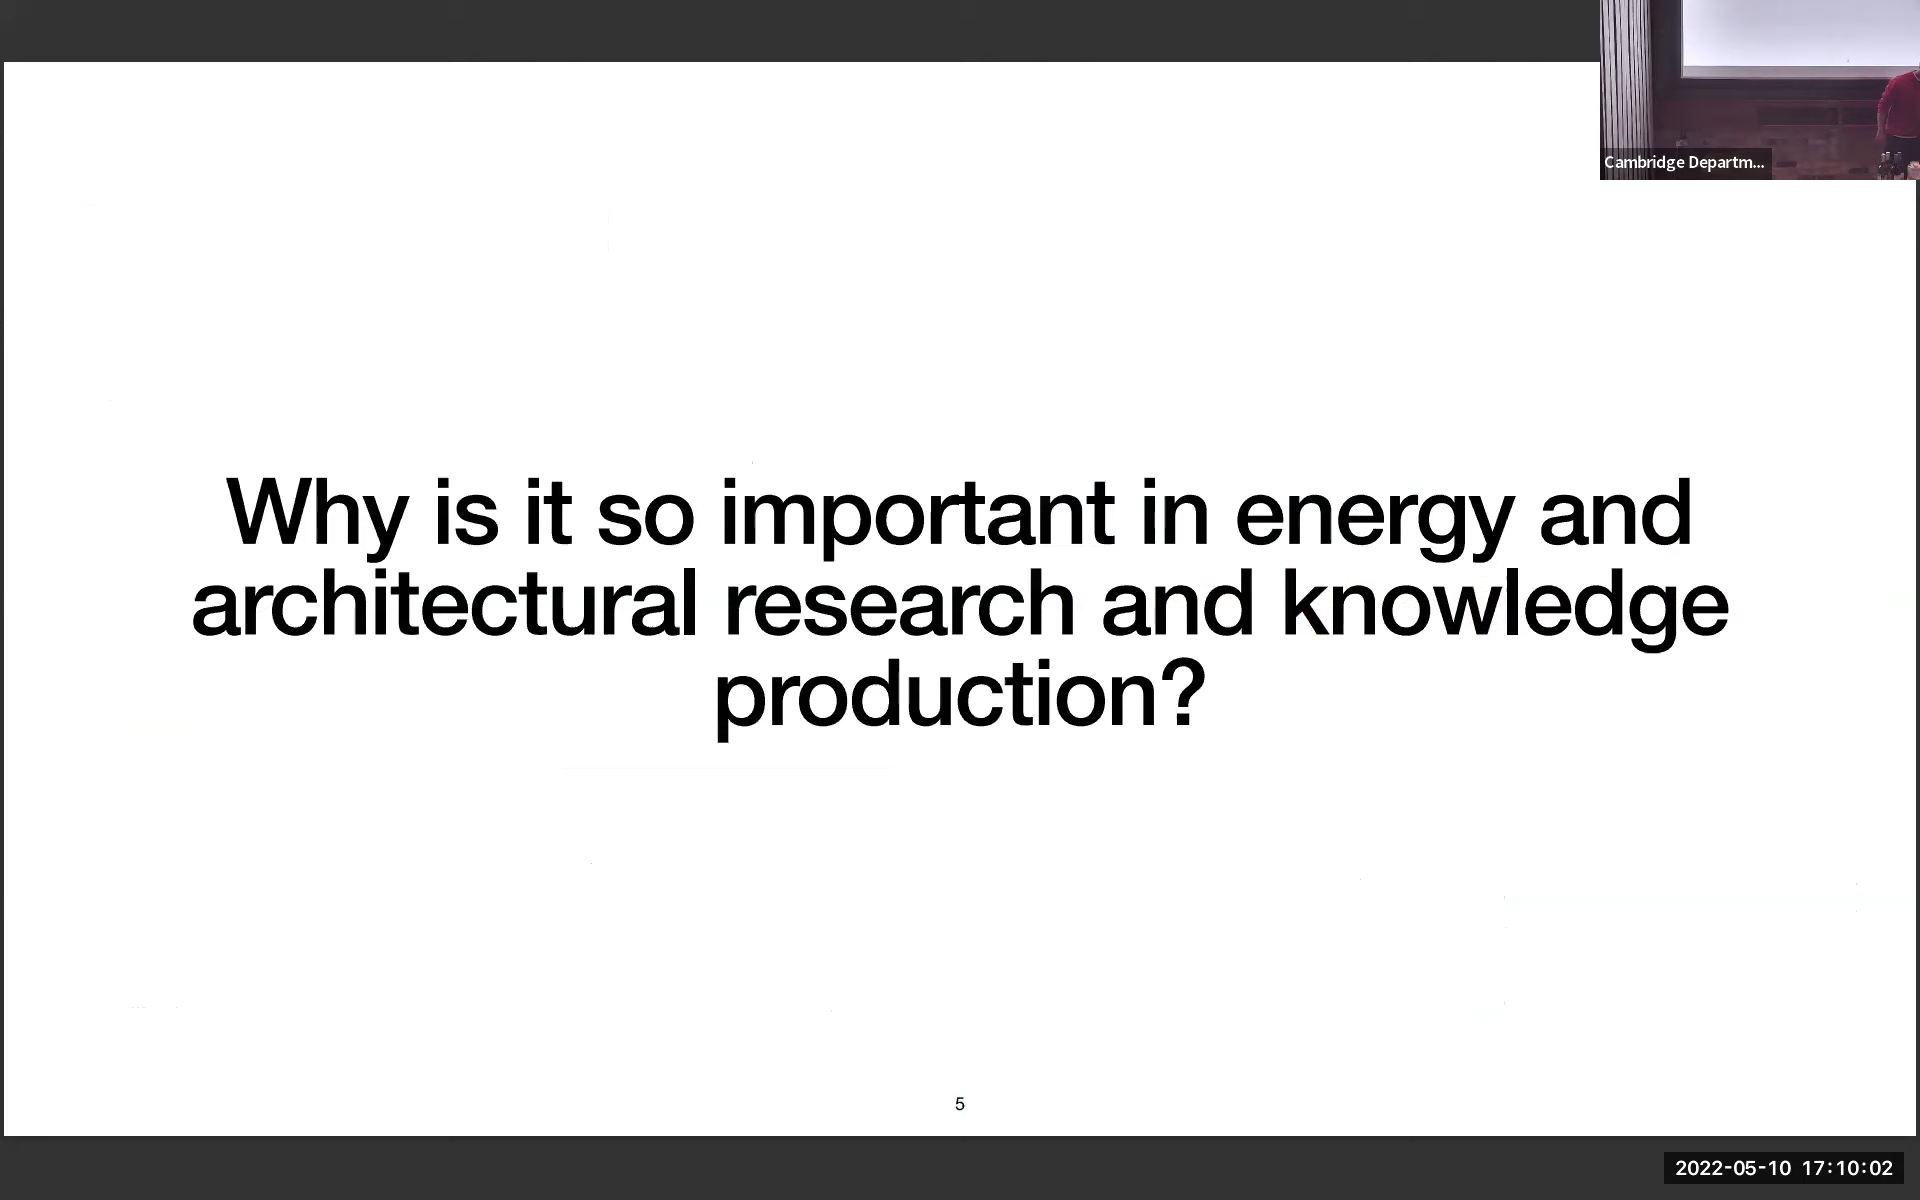 Cambridge Departm...
Why is it so important in energy and
architectural research and knowledge
production?
5
2022-05-10 17:10:02